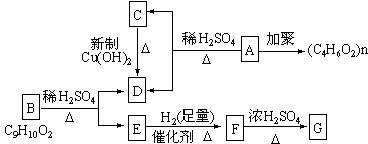 C
新制
Cu(OH)₂
△
稀H₂SO₄
△
A
加聚
(C₄H₆O₂)n
D
B
C₉H₁₀O₂
稀H₂SO₄
△
E
H₂(足量)
催化剂 △
F
浓H₂SO₄
△
G